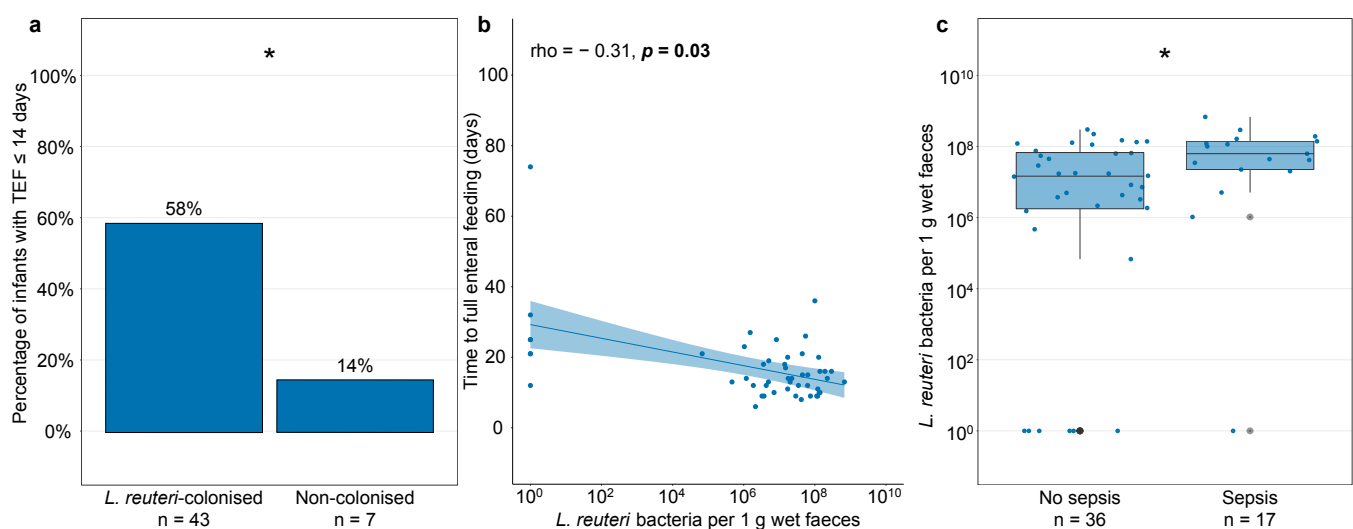 a
*
Percentage of infants with TEF ≤ 14 days
100%
80%
60%
40%
20%
0%
58%
14%
L. reuteri-colonised
n = 43
Non-colonised
n = 7
b
rho = − 0.31, p = 0.03
Time to full enteral feeding (days)
100
80
60
40
20
0
10⁰
10²
10⁴
10⁶
10⁸
10¹⁰
L. reuteri bacteria per 1 g wet faeces
c
*
L. reuteri bacteria per 1 g wet faeces
10¹⁰
10⁸
10⁶
10⁴
10²
10⁰
No sepsis
n = 36
Sepsis
n = 17